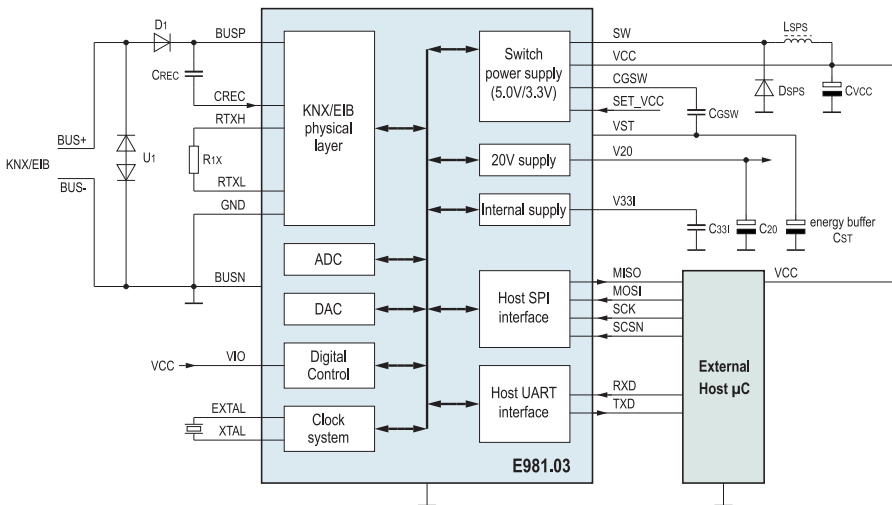 D1
BUSP
CREC
CREC
RTXH
R1X
RTXL
GND
BUS+
KNX/EIB
BUS-
U1
BUSN
VCC
VIO
EXTAL
XTAL
KNX/EIB
physical
layer
ADC
DAC
Digital
Control
Clock
system
Switch
power supply
(5.0V/3.3V)
20V supply
Internal supply
Host SPI
interface
Host UART
interface
E981.03
SW
LSPS
VCC
CGSW
DSPS
CVCC
SET_VCC
CGSW
VST
V20
V33I
C33I
C20
energy buffer
CST
MISO
VCC
MOSI
SCK
SCSN
RXD
TXD
External
Host µC